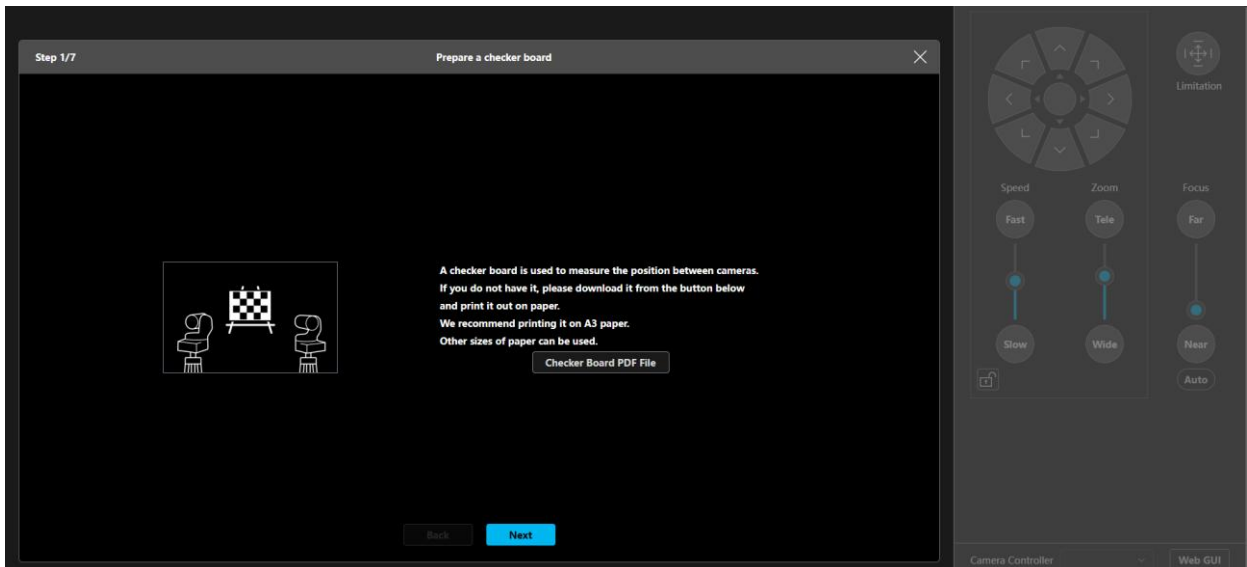 Step 1/7
Prepare a checker board
A checker board is used to measure the position between cameras.
If you do not have it, please download it from the button below
and print it out on paper.
We recommend printing it on A3 paper.
Other sizes of paper can be used.
Checker Board PDF File
Back
Next
Limitation
Speed
Zoom
Focus
Fast
Tele
Far
Slow
Wide
Near
Auto
Camera Controller
Web GUI